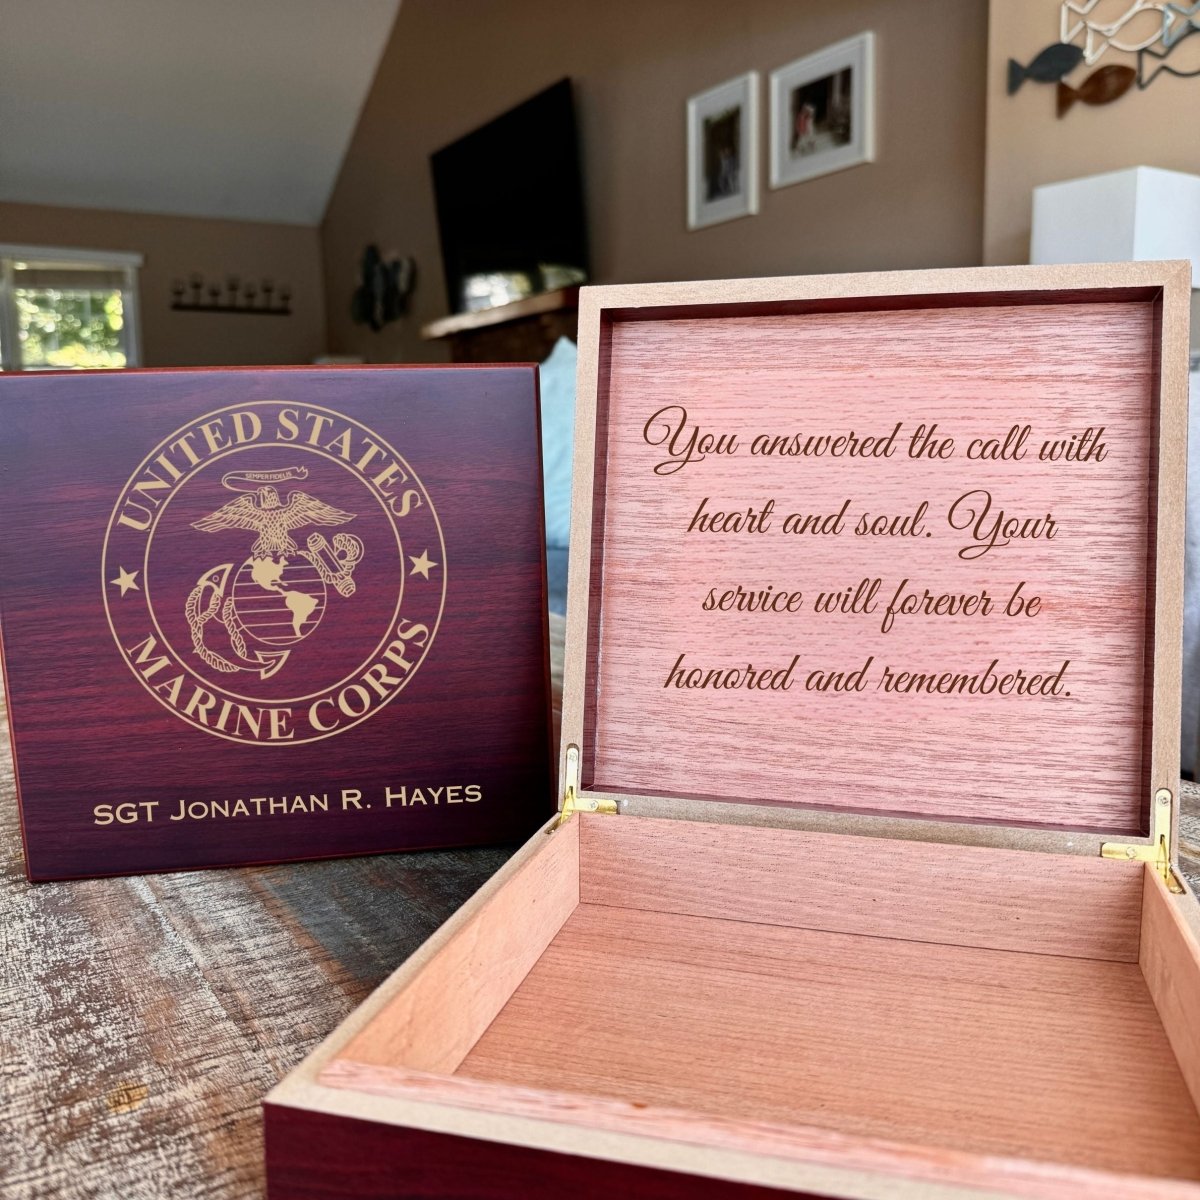 UNITED STATES
SEMPER FIDELIS
MARINE CORPS
SGT JONATHAN R. HAYES
You answered the call with
heart and soul. Your
service will forever be
honored and remembered.